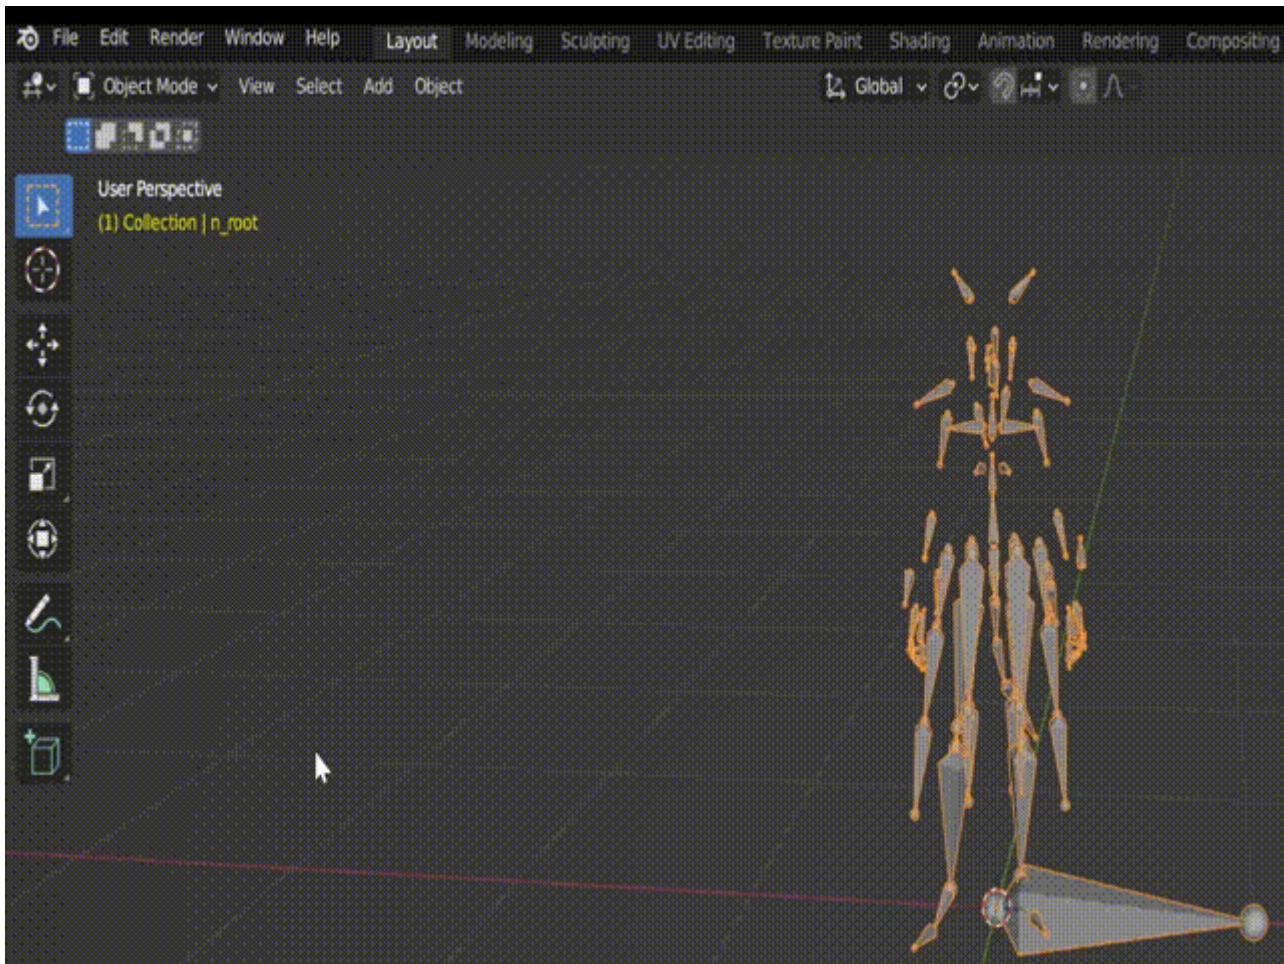 File Edit Render Window Help Layout Modeling Sculpting UV Editing Texture Paint Shading Animation Rendering Compositing
Object Mode View Select Add Object Global
User Perspective
(1) Collection | n_root